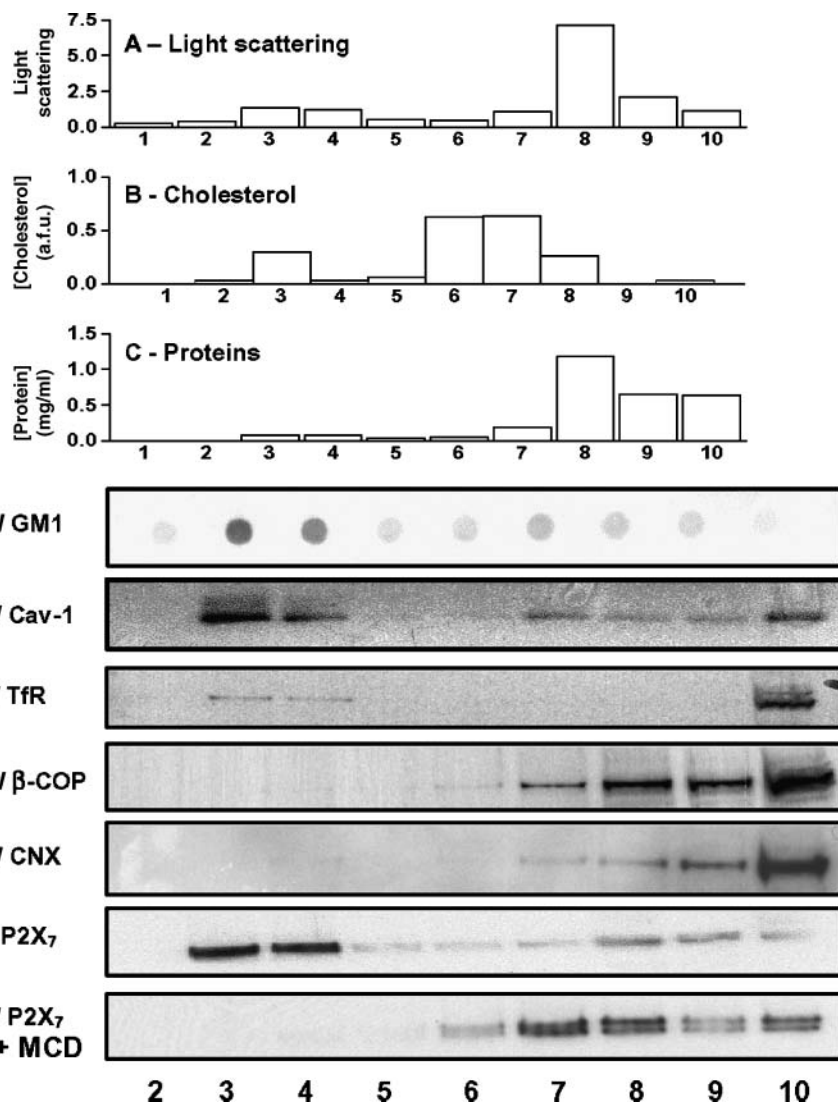 7.5
5.0
2.5
0.0
Light
scattering
A – Light scattering
1 2 3 4 5 6 7 8 9 10
1.0
0.5
0.0
[Cholesterol]
(a.f.u.)
B - Cholesterol
1 2 3 4 5 6 7 8 9 10
1.5
1.0
0.5
0.0
[Protein]
(mg/ml)
C - Proteins
1 2 3 4 5 6 7 8 9 10
/ GM1
/ Cav-1
/ TfR
/ β-COP
/ CNX
P2X₇
/ P2X₇
+ MCD
2 3 4 5 6 7 8 9 10